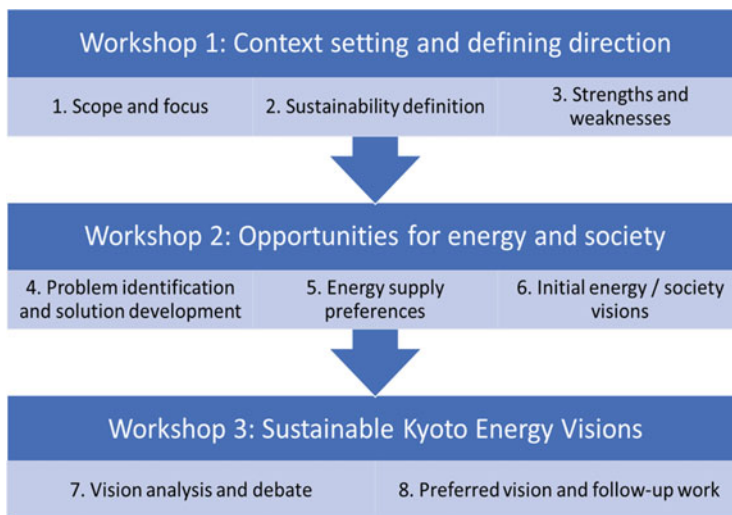 Workshop 1: Context setting and defining direction
1. Scope and focus
2. Sustainability definition
3. Strengths and
weaknesses
Workshop 2: Opportunities for energy and society
4. Problem identification
and solution development
5. Energy supply
preferences
6. Initial energy / society
visions
Workshop 3: Sustainable Kyoto Energy Visions
7. Vision analysis and debate
8. Preferred vision and follow-up work